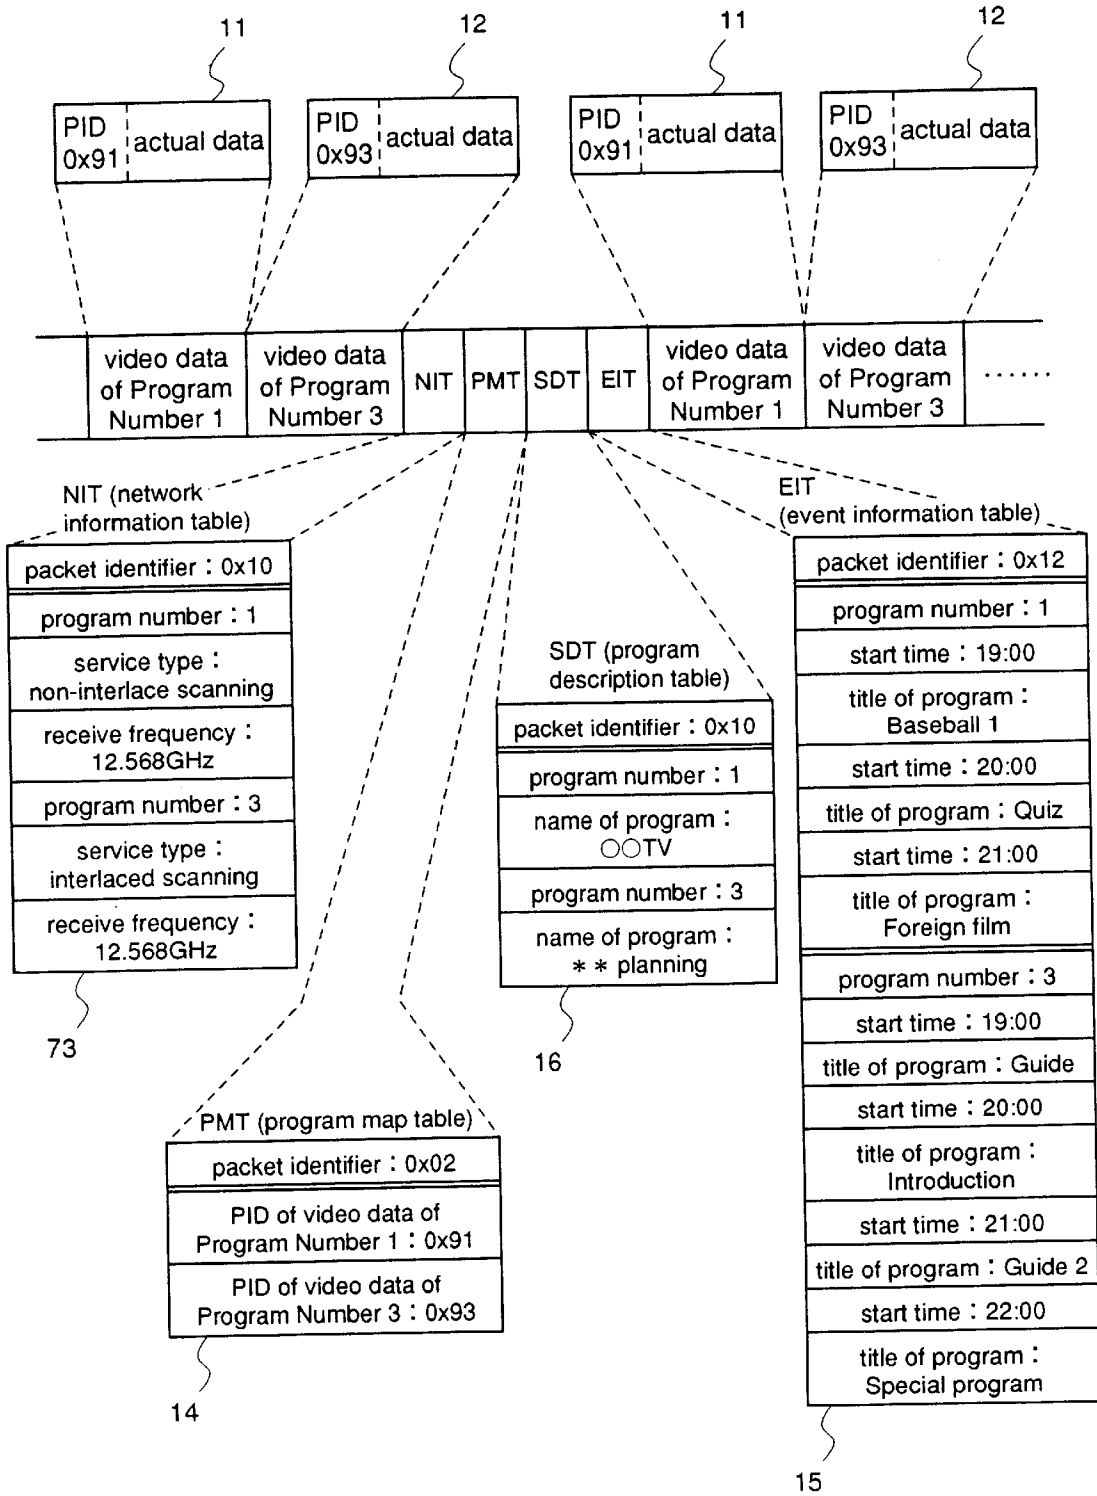 11
12
11
12
PID
0x91
actual data
PID
0x93
actual data
PID
0x91
actual data
PID
0x93
actual data
video data
of Program
Number 1
video data
of Program
Number 3
NIT
PMT
SDT
EIT
video data
of Program
Number 1
video data
of Program
Number 3
......
NIT (network
information table)
packet identifier : 0x10
program number : 1
service type :
non-interlace scanning
receive frequency :
12.568GHz
program number : 3
service type :
interlaced scanning
receive frequency :
12.568GHz
73
PMT (program map table)
packet identifier : 0x02
PID of video data of
Program Number 1 : 0x91
PID of video data of
Program Number 3 : 0x93
14
SDT (program
description table)
packet identifier : 0x10
program number : 1
name of program :
○○TV
program number : 3
name of program :
* * planning
16
EIT
(event information table)
packet identifier : 0x12
program number : 1
start time : 19:00
title of program :
Baseball 1
start time : 20:00
title of program : Quiz
start time : 21:00
title of program :
Foreign film
program number : 3
start time : 19:00
title of program : Guide
start time : 20:00
title of program :
Introduction
start time : 21:00
title of program : Guide 2
start time : 22:00
title of program :
Special program
15